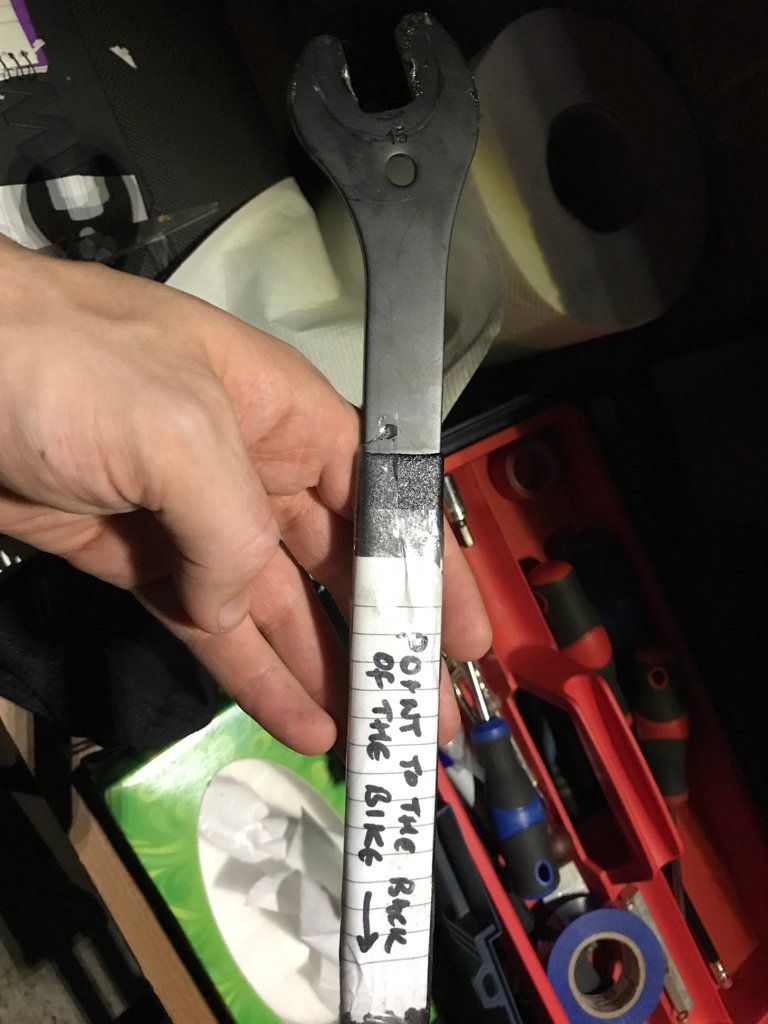 15
POINT TO THE BACK
OF THE BIKE →